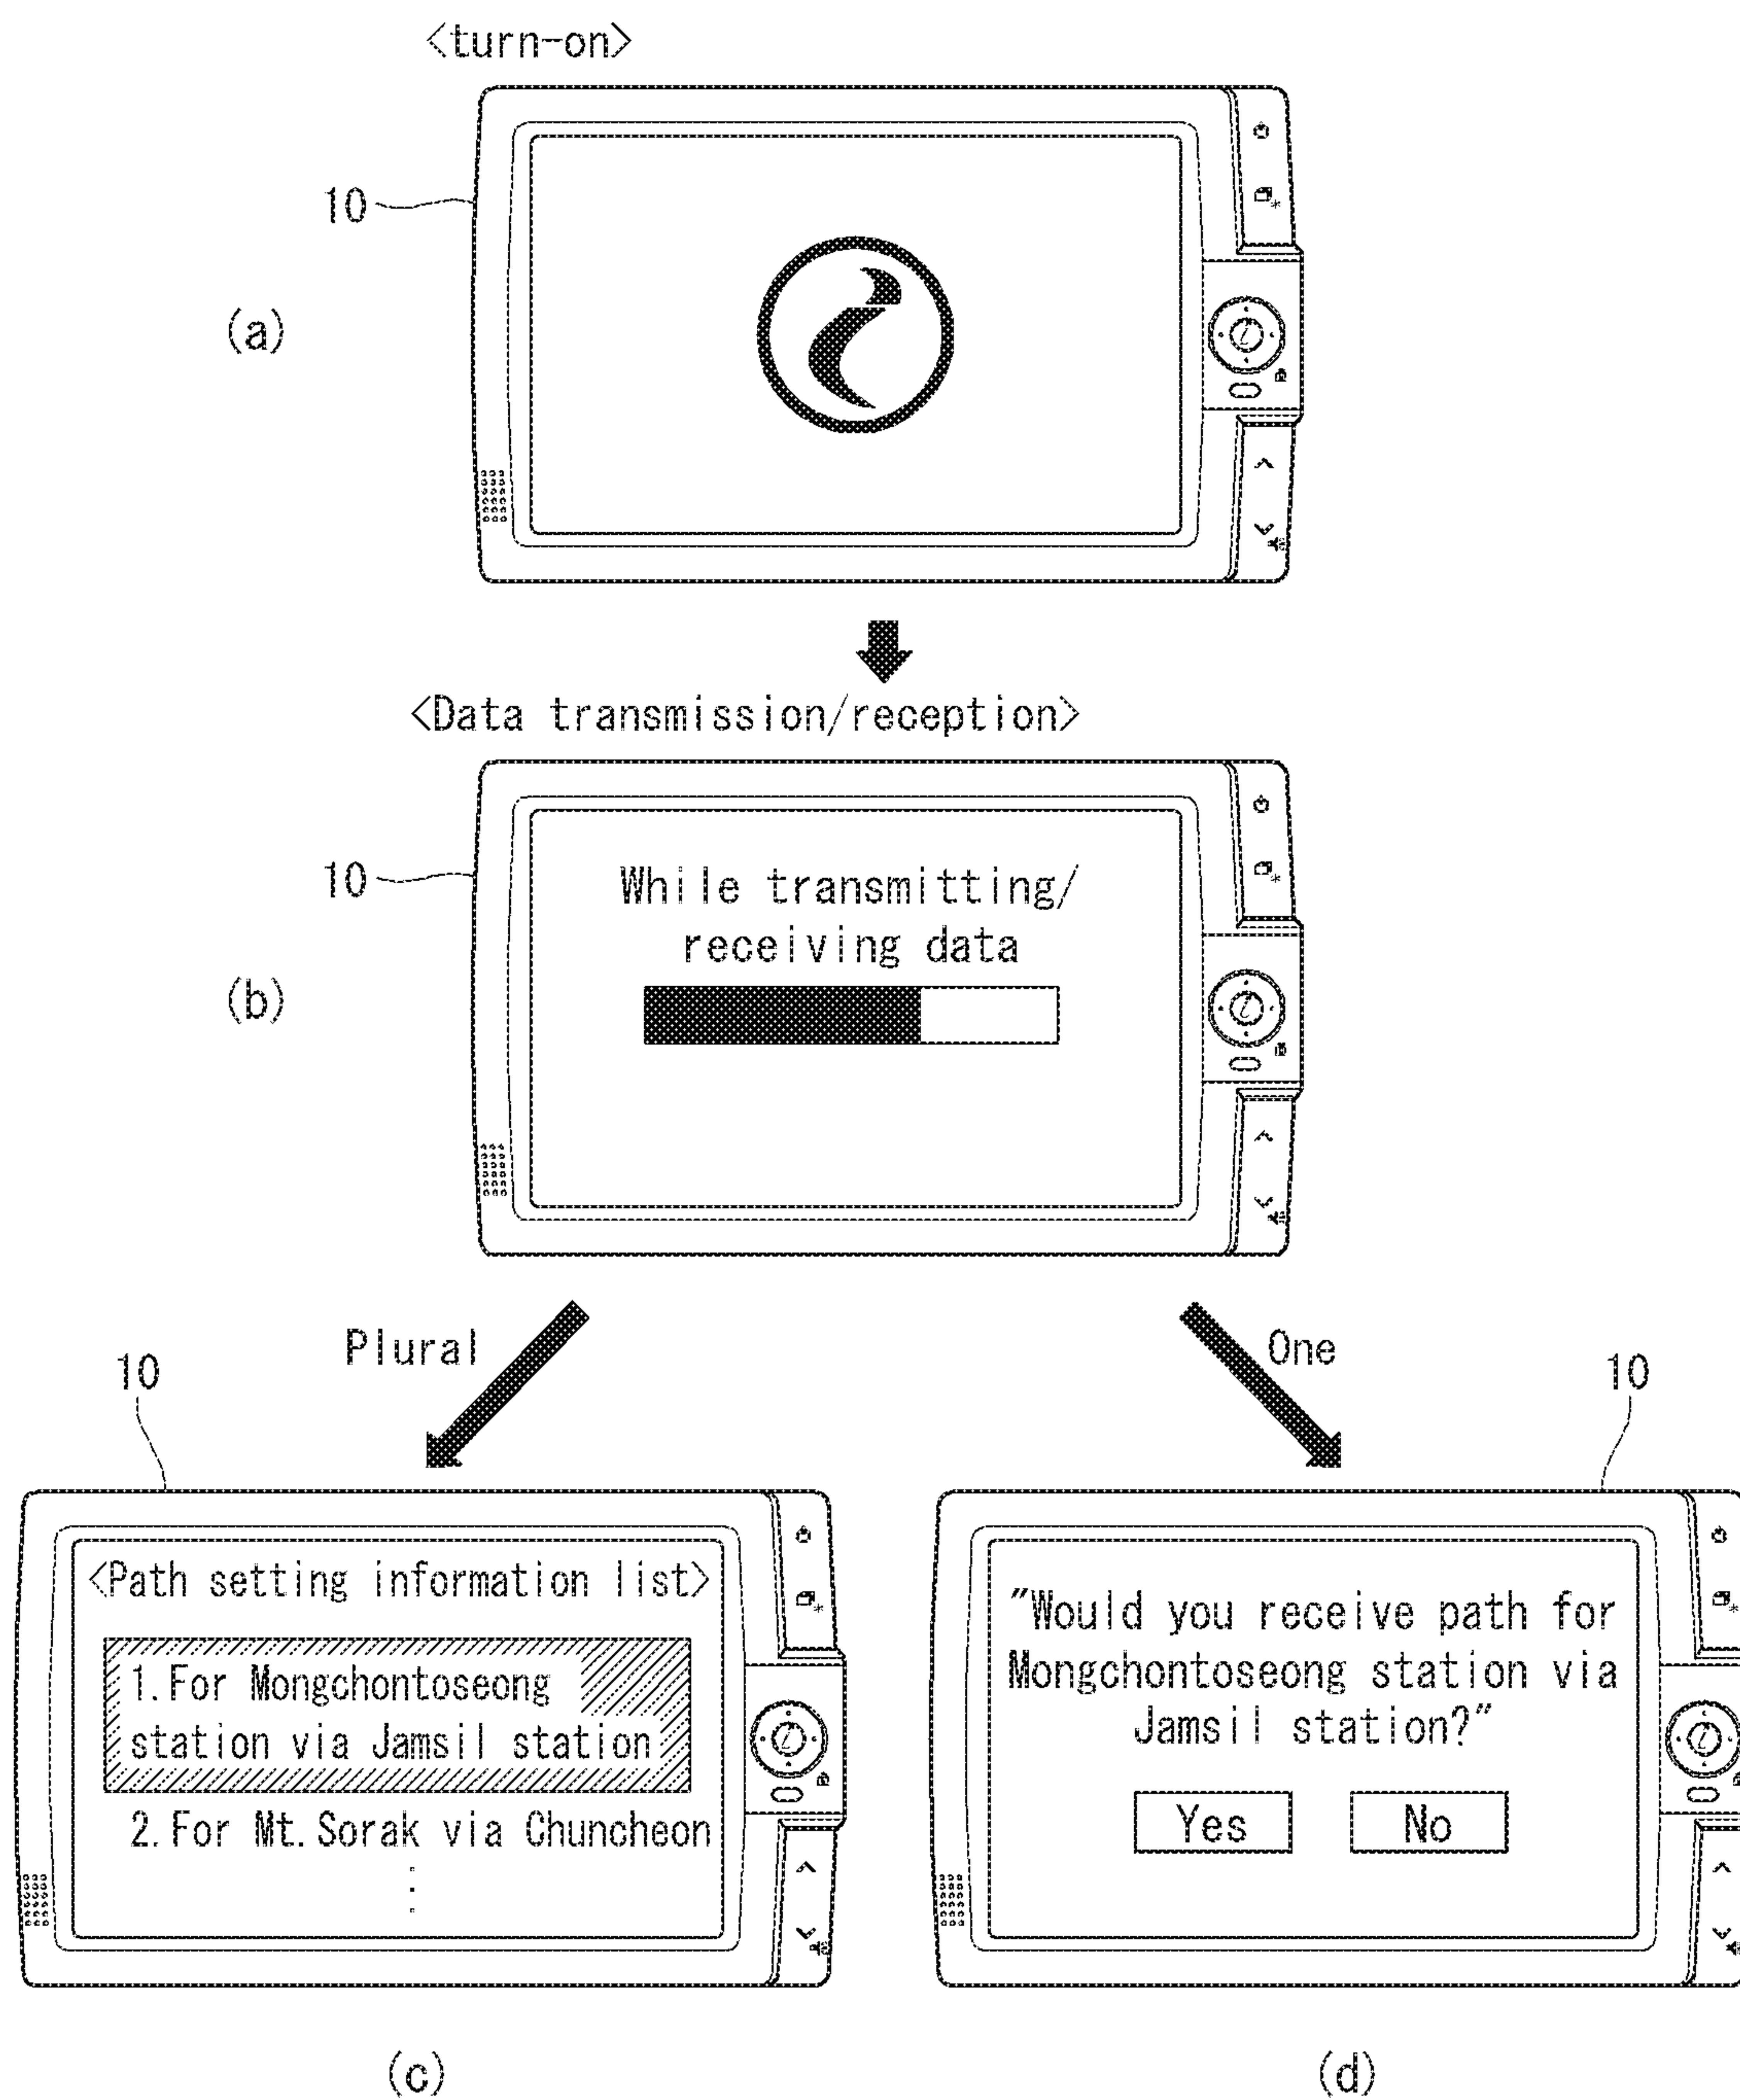 <turn-on>
10
(a)
<Data transmission/reception>
10
While transmitting/
receiving data
(b)
Plural
One
10
10
<Path setting information list>
1.For Mongchontoseong
station via Jamsil station
2.For Mt.Sorak via Chuncheon
"Would you receive path for
Mongchontoseong station via
Jamsil station?"
Yes
No
(c)
(d)